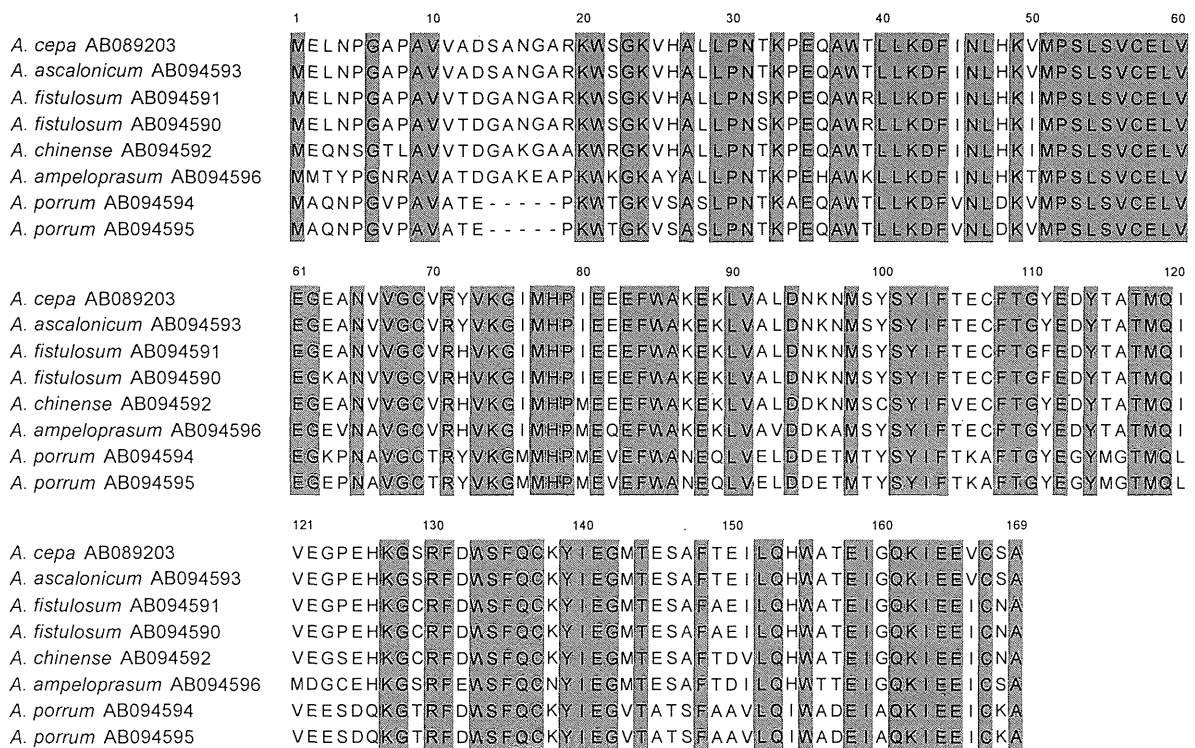 1 10 20 30 40 50 60
A. cepa AB089203 MELNPGAPAVVADSANGARKWSGKVHALLPNTKPEQAWTLLKDFINLHKVMPSLSVCELV
A. ascalonicum AB094593 MELNPGAPAVVADSANGARKWSGKVHALLPNTKPEQAWTLLKDFINLHKVMPSLSVCELV
A. fistulosum AB094591 MELNPGAPAVVTDGANGARKWSGKVHALLPNSKPEQAWRLLKDFINLHKIMPSLSVCELV
A. fistulosum AB094590 MELNPGAPAVVTDGANGARKWSGKVHALLPNSKPEQAWRLLKDFINLHKIMPSLSVCELV
A. chinense AB094592 MEQNSGTLAVVTDGAKGAAKWRGKVHALLPNTKPEQAWTLLKDFINLHKIMPSLSVCELV
A. ampeloprasum AB094596 MMTYPGNRAVATDGAKEAPKWKGKAYALLPNTKPEHAWKLLKDFINLHKTMPSLSVCELV
A. porrum AB094594 MAQNPGVPAVATE-----PKWTGKVSASLPNTKAEQAWTLLKDFVNLDKVMPSLSVCELV
A. porrum AB094595 MAQNPGVPAVATE-----PKWTGKVSASLPNTKAEQAWTLLKDFVNLDKVMPSLSVCELV
61 70 80 90 100 110 120
A. cepa AB089203 EGEANVVGCVRYVKGIMHPIEEEFWAKEKLVALDNKNMSYSYIFTECFTGYEDYTATMQI
A. ascalonicum AB094593 EGEANVVGCVRYVKGIMHPIEEEFWAKEKLVALDNKNMSYSYIFTECFTGYEDYTATMQI
A. fistulosum AB094591 EGEANVVGCVRHVKGIMHPIEEEFWAKEKLVALDNKNMSYSYIFTECFTGFEDYTATMQI
A. fistulosum AB094590 EGKANVVGCVRHVKGIMHPIEEEFWAKEKLVALDNKNMSYSYIFTECFTGFEDYTATMQI
A. chinense AB094592 EGEANVVGCVRHVKGIMHPMEEEFWAKEKLVALDDKNMSCSYIFVECFTGYEDYTATMQI
A. ampeloprasum AB094596 EGEVNAVGCVRHVKGIMHPMEQEFWAKEKLVAVDDKAMSYSYIFTECFTGYEDYTATMQI
A. porrum AB094594 EGKPNAVGCTRYVKGMMHPMEVEFWANEQLVELDDETMTYSYIFTKAFTGYEGYMGTMQL
A. porrum AB094595 EGEPNAVGCTRYVKGMMHPMEVEFWANEQLVELDDETMTYSYIFTKAFTGYEGYMGTMQL
121 130 140 150 160 169
A. cepa AB089203 VEGPEHKGSRFDWSFQCKYIEGMTESAFTEILQHWATEIGQKIEEVCSA
A. ascalonicum AB094593 VEGPEHKGSRFDWSFQCKYIEGMTESAFTEILQHWATEIGQKIEEVCSA
A. fistulosum AB094591 VEGPEHKGCRFDWSFQCKYIEGMTESAFAEILQHWATEIGQKIEEICNA
A. fistulosum AB094590 VEGPEHKGCRFDWSFQCKYIEGMTESAFAEILQHWATEIGQKIEEICNA
A. chinense AB094592 VEGSEHKGCRFDWSFQCKYIEGMTESAFTDVLQHWATEIGQKIEEICNA
A. ampeloprasum AB094596 MDGCEHKGSRFEWSFQCNYIEGMTESAFTDILQHWTTEIGQKIEEICSA
A. porrum AB094594 VEESDQKGTRFDWSFQCKYIEGVTATSFAAVLQIWADEIAQKIEEICKA
A. porrum AB094595 VEESDQKGTRFDWSFQCKYIEGVTATSFAAVLQIWADEIAQKIEEICKA